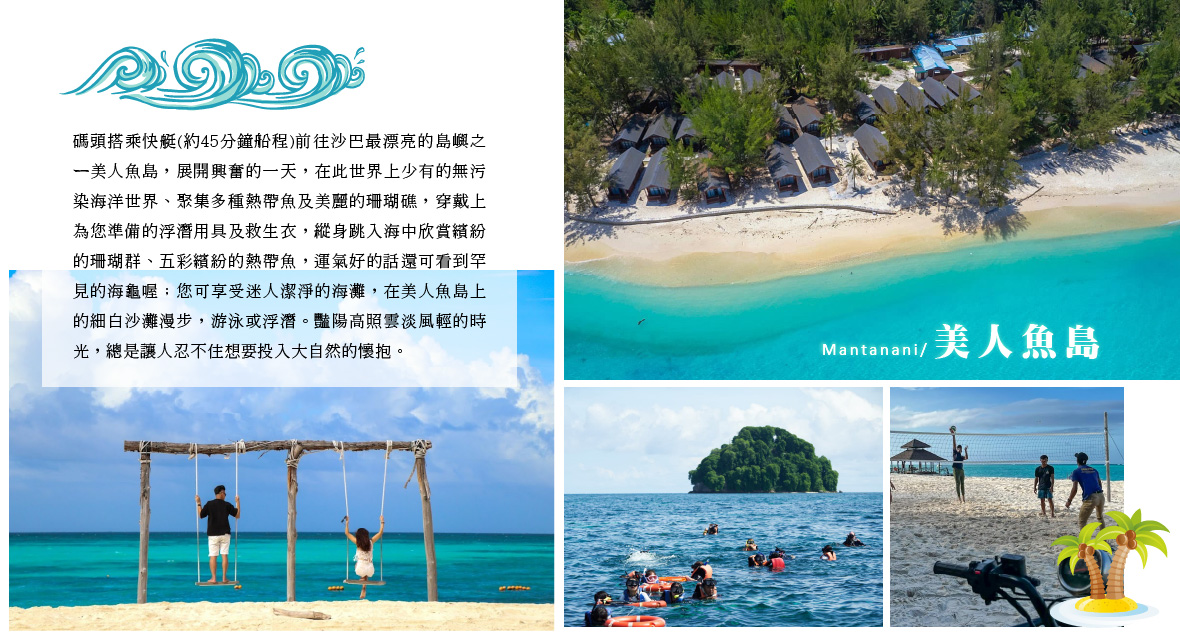 碼頭搭乘快艇(約45分鐘船程)前往沙巴最漂亮的島嶼之
一美人魚島，展開興奮的一天，在此世界上少有的無污
染海洋世界、聚集多種熱帶魚及美麗的珊瑚礁，穿戴上
為您準備的浮潛用具及救生衣，縱身跳入海中欣賞繽紛
的珊瑚群、五彩繽紛的熱帶魚，運氣好的話還可看到罕
見的海龜喔；您可享受迷人潔淨的海灘，在美人魚島上
的細白沙灘漫步，游泳或浮潛。豔陽高照雲淡風輕的時
光，總是讓人忍不住想要投入大自然的懷抱。
Mantanani/美人魚島